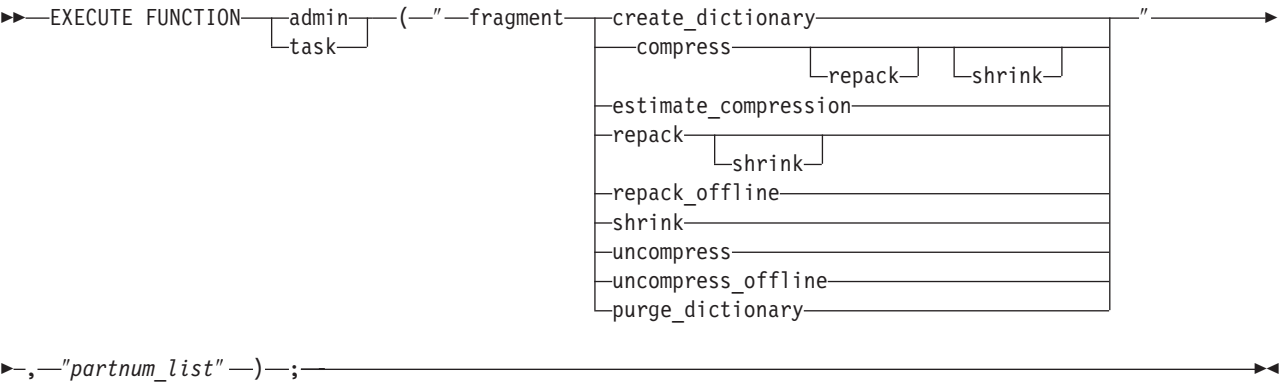 EXECUTE FUNCTION admin ( " fragment create_dictionary "
task compress
repack shrink
estimate_compression
repack
shrink
repack_offline
shrink
uncompress
uncompress_offline
purge_dictionary
, "partnum_list" ) ;